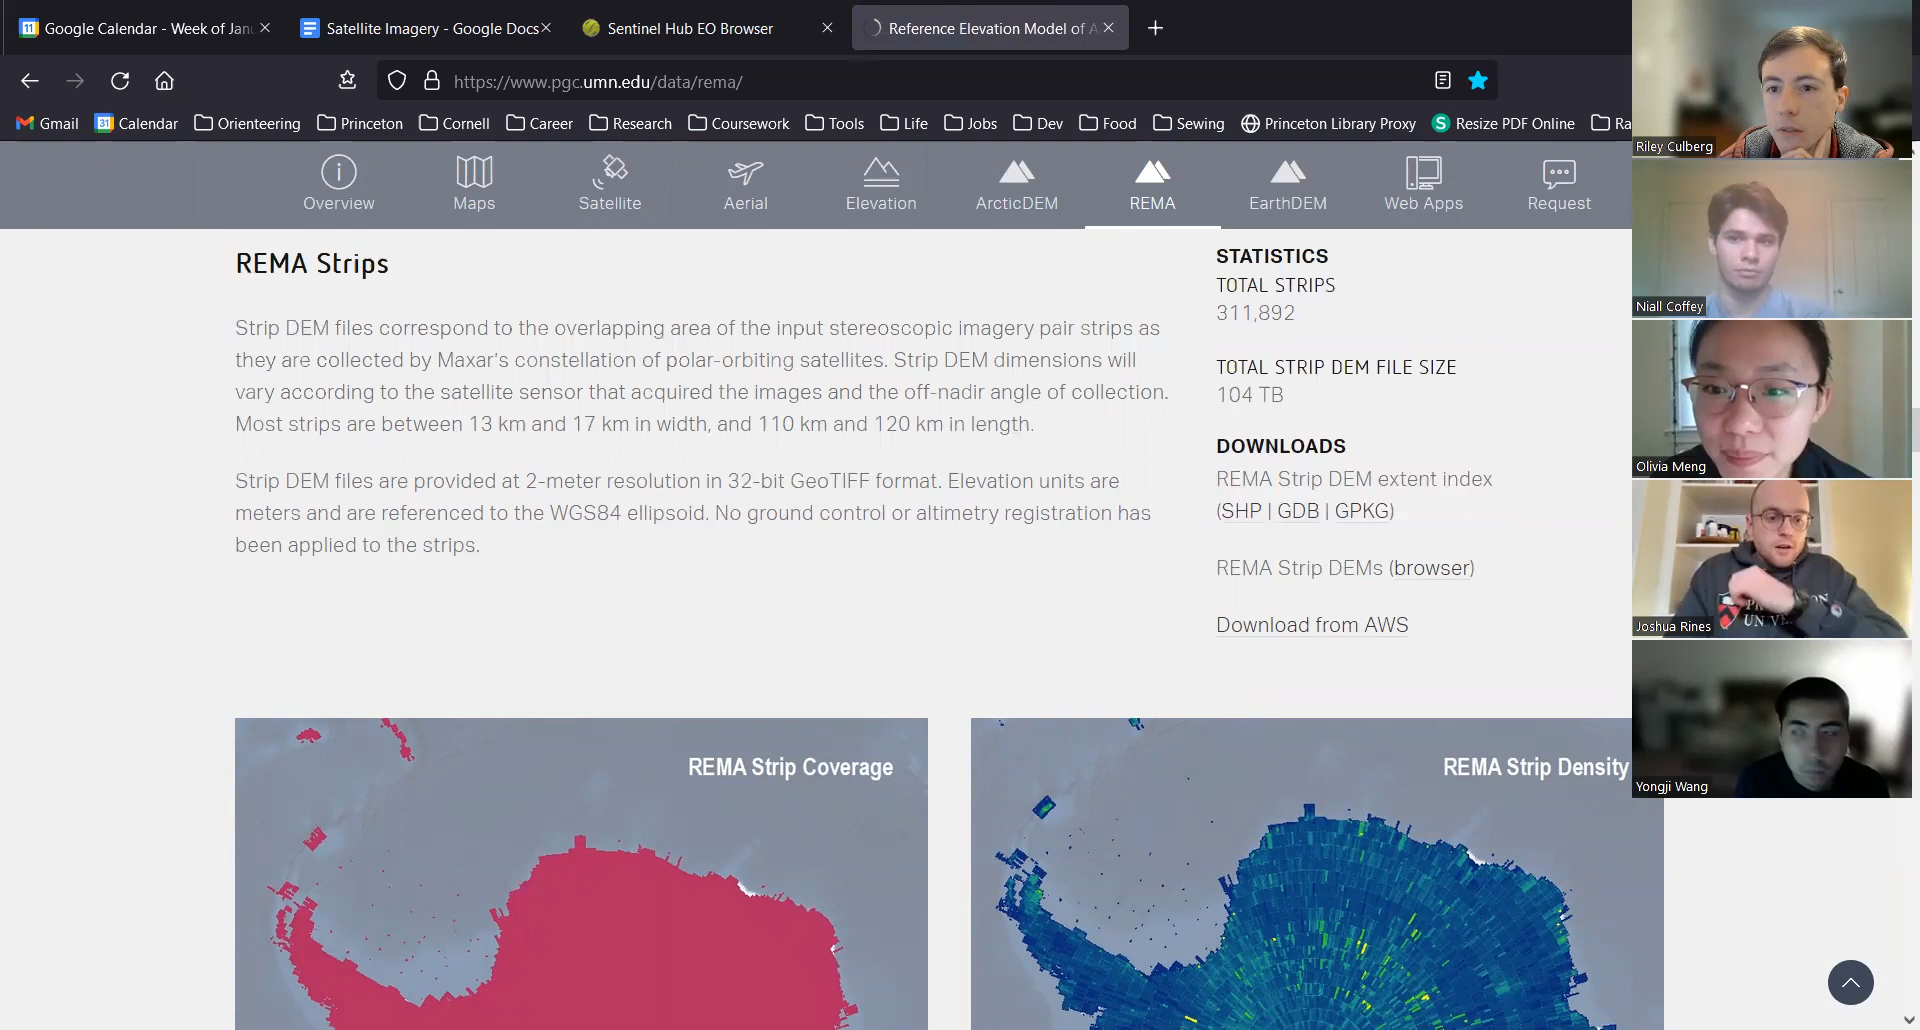 Google Calendar - Week of Jan
Satellite Imagery - Google Docs
Sentinel Hub EO Browser
Reference Elevation Model of A
https://www.pgc.umn.edu/data/rema/
Gmail
31
Calendar
Orienteering
Princeton
Cornell
Career
Research
Coursework
Tools
Life
Jobs
Dev
Food
Sewing
Princeton Library Proxy
S
Resize PDF Online
Ra
Overview
Maps
Satellite
Aerial
Elevation
ArcticDEM
REMA
EarthDEM
Web Apps
Request
REMA Strips
Strip DEM files correspond to the overlapping area of the input stereoscopic imagery pair strips as
they are collected by Maxar's constellation of polar-orbiting satellites. Strip DEM dimensions will
vary according to the satellite sensor that acquired the images and the off-nadir angle of collection.
Most strips are between 13 km and 17 km in width, and 110 km and 120 km in length.
Strip DEM files are provided at 2-meter resolution in 32-bit GeoTIFF format. Elevation units are
meters and are referenced to the WGS84 ellipsoid. No ground control or altimetry registration has
been applied to the strips.
STATISTICS
TOTAL STRIPS
311,892
TOTAL STRIP DEM FILE SIZE
104 TB
DOWNLOADS
REMA Strip DEM extent index
(SHP | GDB | GPKG)
REMA Strip DEMs (browser)
Download from AWS
REMA Strip Coverage
REMA Strip Density
Riley Culberg
Niall Coffey
Olivia Meng
Joshua Rines
Yongji Wang